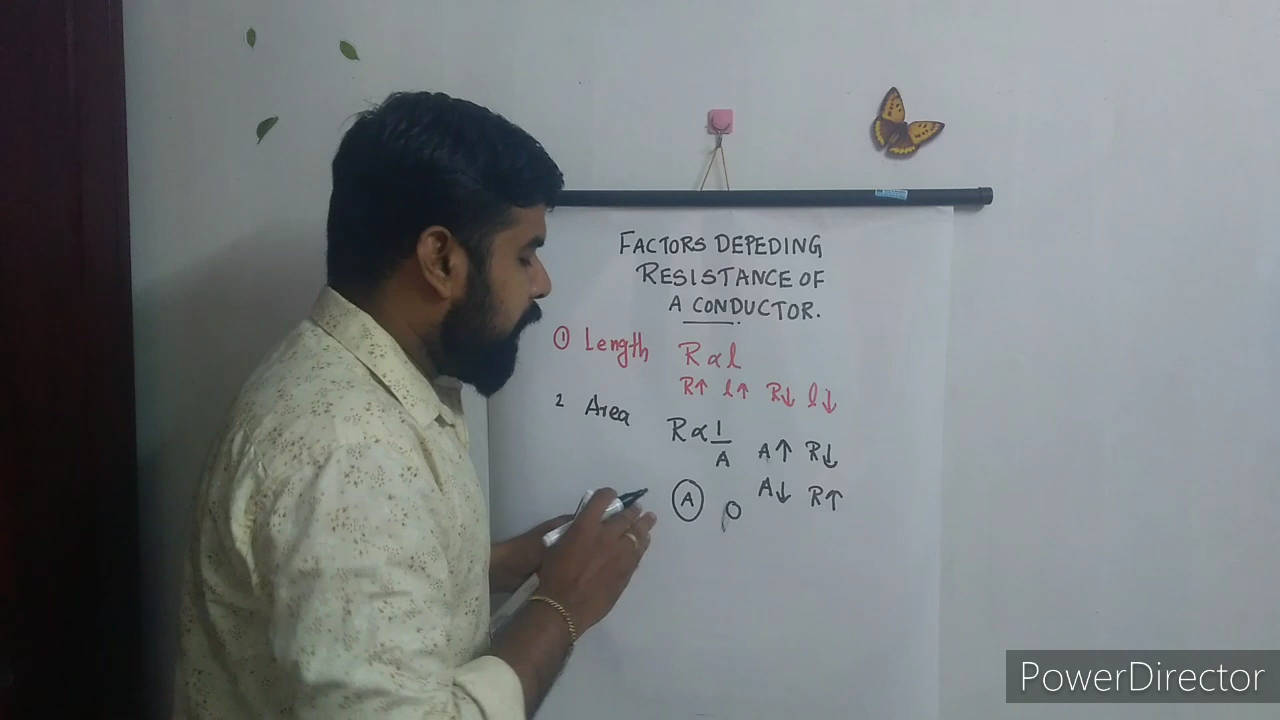 FACTORS DEPEDING
RESISTANCE OF
A CONDUCTOR.
① Length R ∝ l
R↑ l↑ R↓ l↓
2 Area
R ∝ 1/A A↑ R↓
A↓ R↑
A
PowerDirector